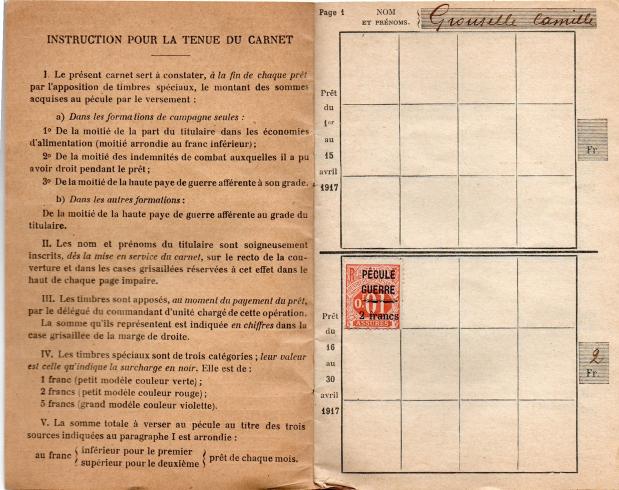 INSTRUCTION POUR LA TENUE DU CARNET
I. Le présent carnet sert à constater, à la fin de chaque prêt
par l'apposition de timbres spéciaux, le montant des sommes
acquises au pécule par le versement :
a) Dans les formations de campagne seules :
1º De la moitié de la part du titulaire dans les économies
d'alimentation (moitié arrondie au franc inférieur);
2º De la moitié des indemnités de combat auxquelles il a pu
avoir droit pendant le prêt;
3º De la moitié de la haute paye de guerre afférente à son grade.
b) Dans les autres formations :
De la moitié de la haute paye de guerre afférente au grade du
titulaire.
II. Les nom et prénoms du titulaire sont soigneusement
inscrits, dès la mise en service du carnet, sur le recto de la cou-
verture et dans les cases grisaillées réservées à cet effet dans le
haut de chaque page impaire.
III. Les timbres sont apposés, au moment du payement du prêt,
par le délégué du commandant d'unité chargé de cette opération.
La somme qu'ils représentent est indiquée en chiffres dans la
case grisaillée de la marge de droite.
IV. Les timbres spéciaux sont de trois catégories; leur valeur
est celle qu'indique la surcharge en noir. Elle est de :
1 franc (petit modèle couleur verte);
2 francs (petit modèle couleur rouge);
5 francs (grand modèle couleur violette).
V. La somme totale à verser au pécule au titre des trois
sources indiquées au paragraphe I est arrondie :
au franc { inférieur pour le premier
supérieur pour le deuxième } prêt de chaque mois.
Page 1
NOM
ET PRÉNOMS.
Grouselle Camille
Prêt
du
1er
au
15
avril
1917
Fr
PÉCULE
GUERRE
0.01
2 francs
ASSURÉS
Prêt
du
16
au
30
avril
1917
2
Fr.